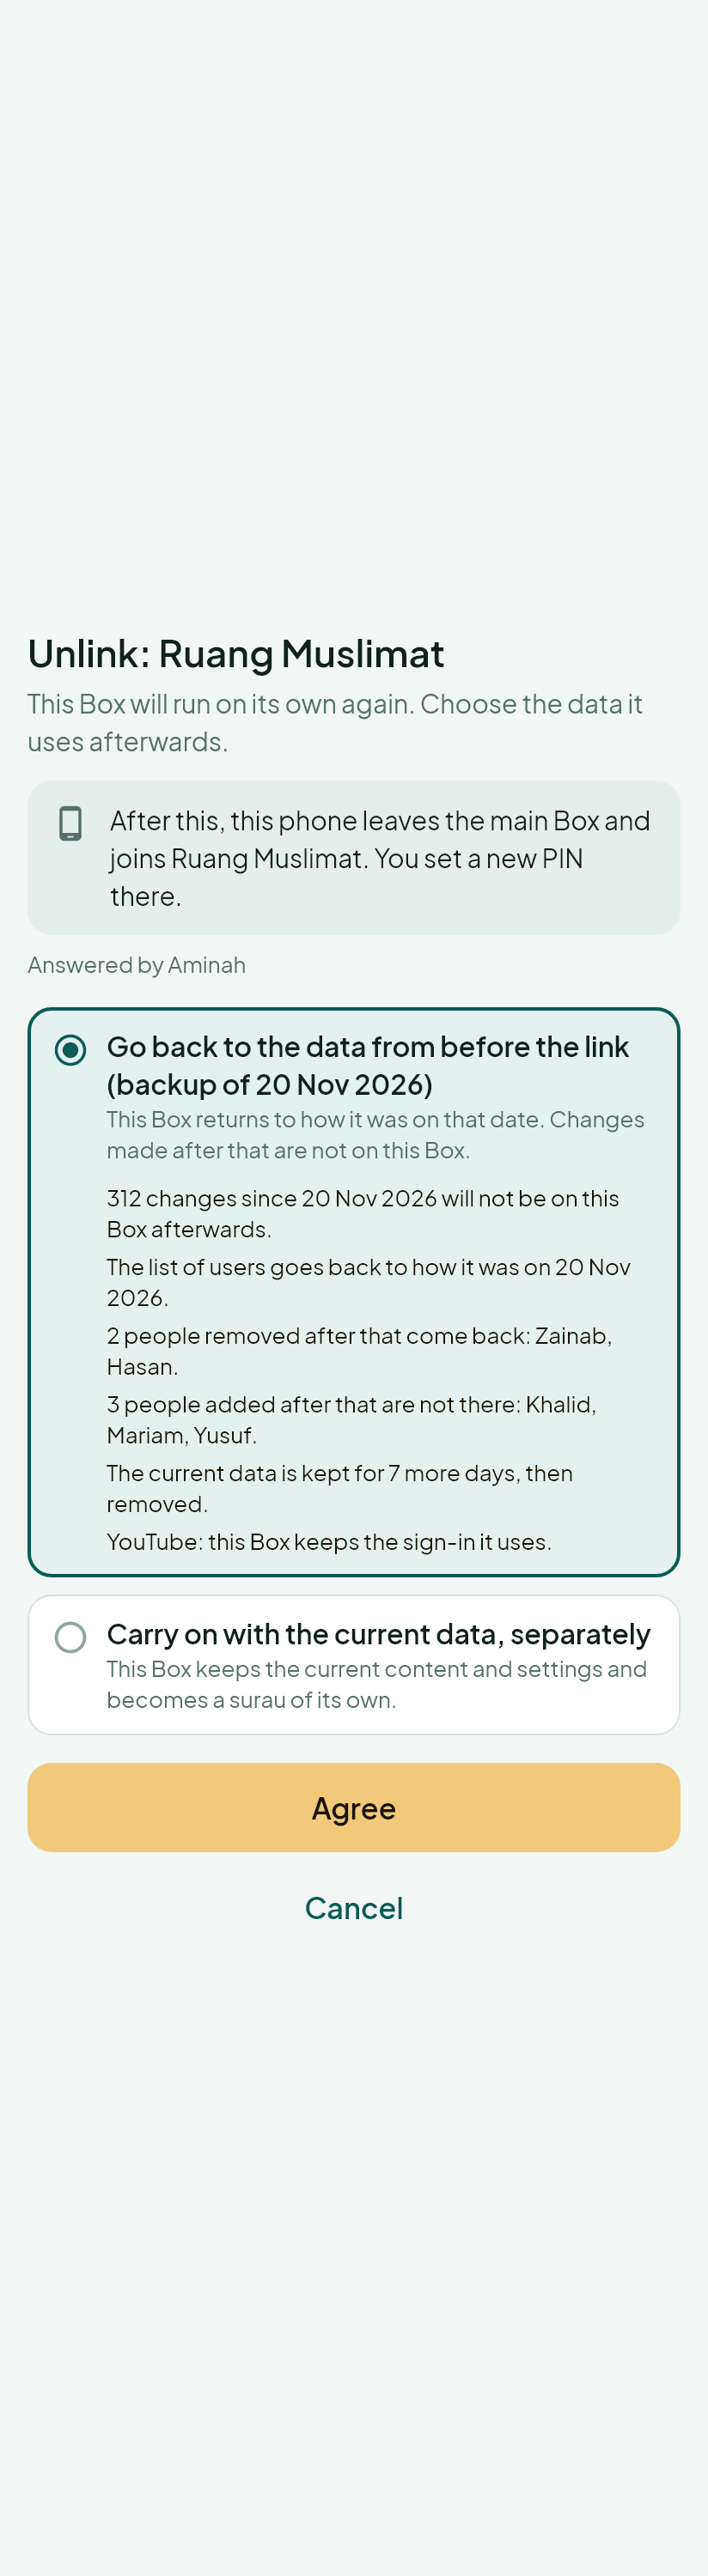 Unlink: Ruang Muslimat
This Box will run on its own again. Choose the data it
uses afterwards.
After this, this phone leaves the main Box and
joins Ruang Muslimat. You set a new PIN
there.
Answered by Aminah
Go back to the data from before the link
(backup of 20 Nov 2026)
This Box returns to how it was on that date. Changes
made after that are not on this Box.
312 changes since 20 Nov 2026 will not be on this
Box afterwards.
The list of users goes back to how it was on 20 Nov
2026.
2 people removed after that come back: Zainab,
Hasan.
3 people added after that are not there: Khalid,
Mariam, Yusuf.
The current data is kept for 7 more days, then
removed.
YouTube: this Box keeps the sign-in it uses.
Carry on with the current data, separately
This Box keeps the current content and settings and
becomes a surau of its own.
Agree
Cancel